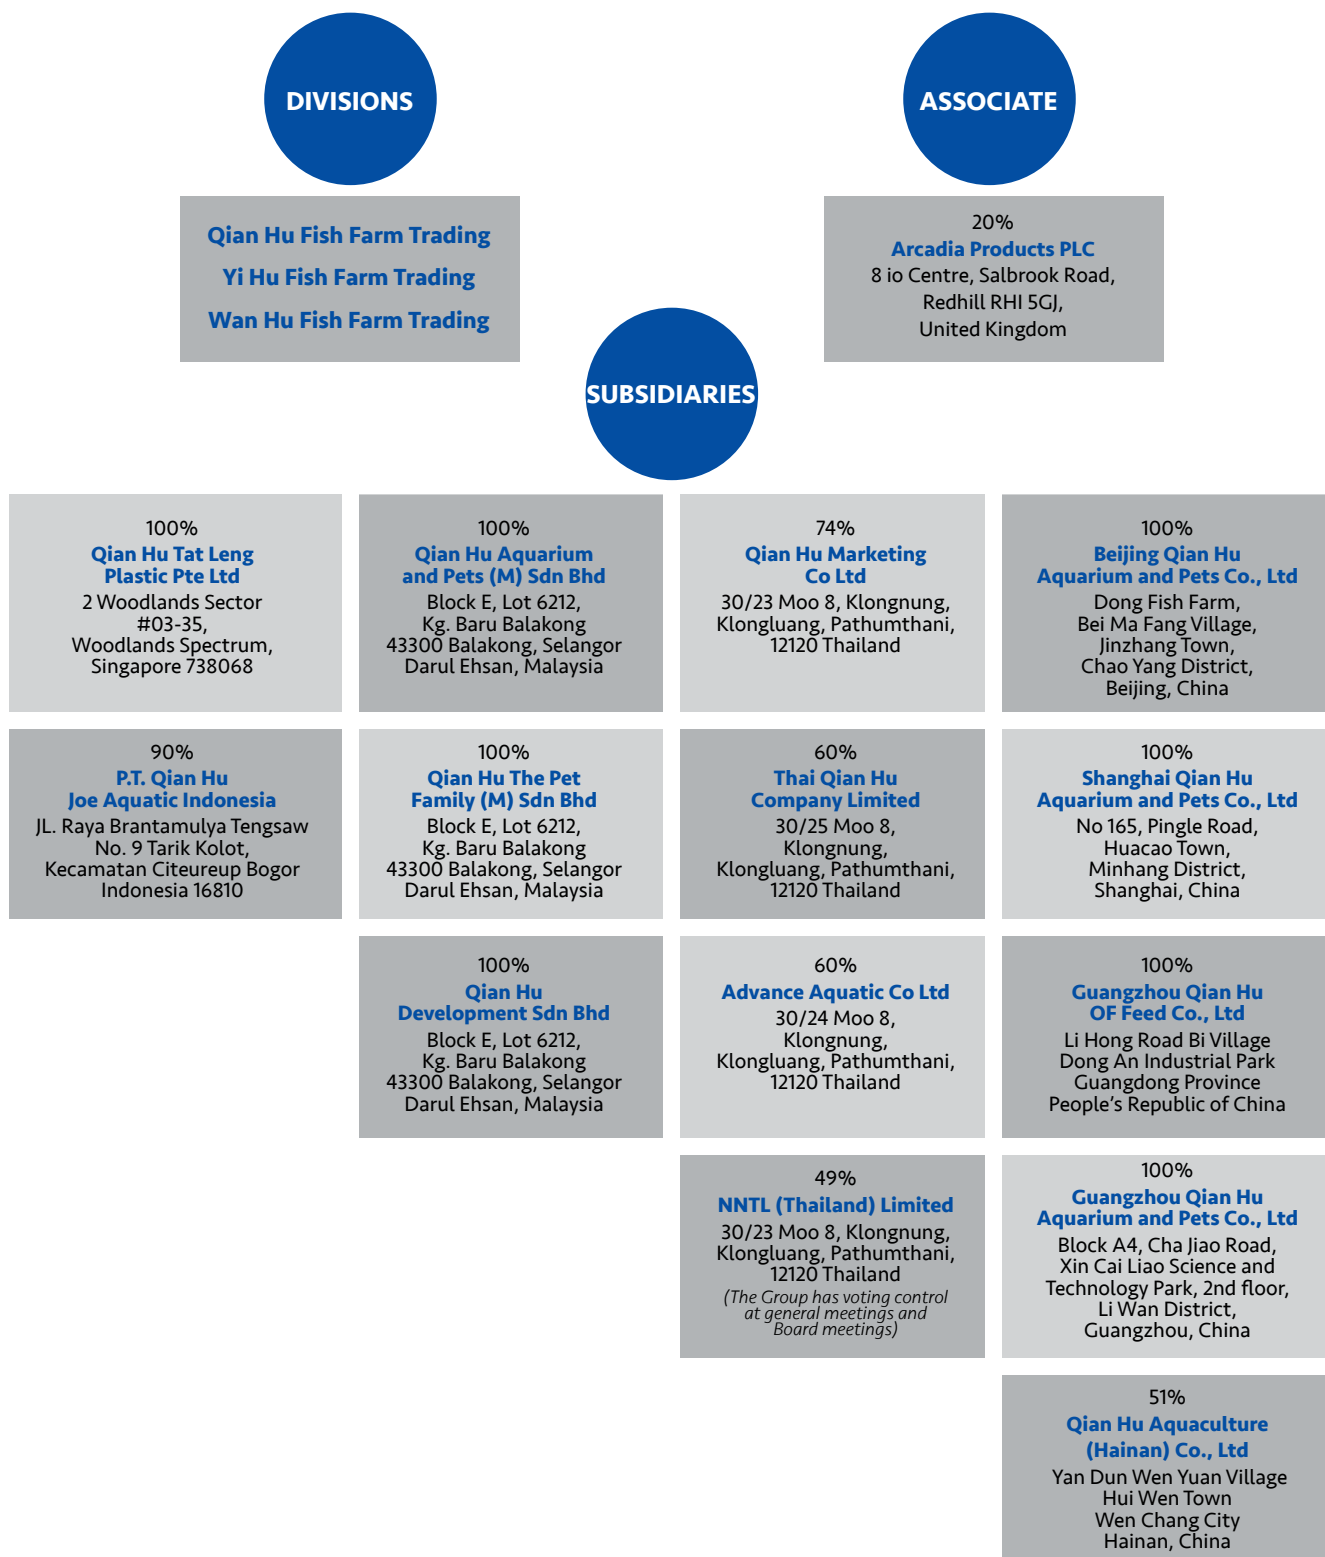 DIVISIONS
Qian Hu Fish Farm Trading
Yi Hu Fish Farm Trading
Wan Hu Fish Farm Trading
ASSOCIATE
20%
Arcadia Products PLC
8 io Centre, Salbrook Road,
Redhill RHI 5GJ,
United Kingdom
SUBSIDIARIES
100%
Qian Hu Tat Leng
Plastic Pte Ltd
2 Woodlands Sector
#03-35,
Woodlands Spectrum,
Singapore 738068
100%
Qian Hu Aquarium
and Pets (M) Sdn Bhd
Block E, Lot 6212,
Kg. Baru Balakong
43300 Balakong, Selangor
Darul Ehsan, Malaysia
74%
Qian Hu Marketing
Co Ltd
30/23 Moo 8, Klongnung,
Klongluang, Pathumthani,
12120 Thailand
100%
Beijing Qian Hu
Aquarium and Pets Co., Ltd
Dong Fish Farm,
Bei Ma Fang Village,
Jinzhang Town,
Chao Yang District,
Beijing, China
90%
P.T. Qian Hu
Joe Aquatic Indonesia
JL. Raya Brantamulya Tengsaw
No. 9 Tarik Kolot,
Kecamatan Citeureup Bogor
Indonesia 16810
100%
Qian Hu The Pet
Family (M) Sdn Bhd
Block E, Lot 6212,
Kg. Baru Balakong
43300 Balakong, Selangor
Darul Ehsan, Malaysia
60%
Thai Qian Hu
Company Limited
30/25 Moo 8,
Klongnung,
Klongluang, Pathumthani,
12120 Thailand
100%
Shanghai Qian Hu
Aquarium and Pets Co., Ltd
No 165, Pingle Road,
Huacao Town,
Minhang District,
Shanghai, China
100%
Qian Hu
Development Sdn Bhd
Block E, Lot 6212,
Kg. Baru Balakong
43300 Balakong, Selangor
Darul Ehsan, Malaysia
60%
Advance Aquatic Co Ltd
30/24 Moo 8,
Klongnung,
Klongluang, Pathumthani,
12120 Thailand
100%
Guangzhou Qian Hu
OF Feed Co., Ltd
Li Hong Road Bi Village
Dong An Industrial Park
Guangdong Province
People's Republic of China
49%
NNTL (Thailand) Limited
30/23 Moo 8, Klongnung,
Klongluang, Pathumthani,
12120 Thailand
(The Group has voting control
at general meetings and
Board meetings)
100%
Guangzhou Qian Hu
Aquarium and Pets Co., Ltd
Block A4, Cha Jiao Road,
Xin Cai Liao Science and
Technology Park, 2nd floor,
Li Wan District,
Guangzhou, China
51%
Qian Hu Aquaculture
(Hainan) Co., Ltd
Yan Dun Wen Yuan Village
Hui Wen Town
Wen Chang City
Hainan, China